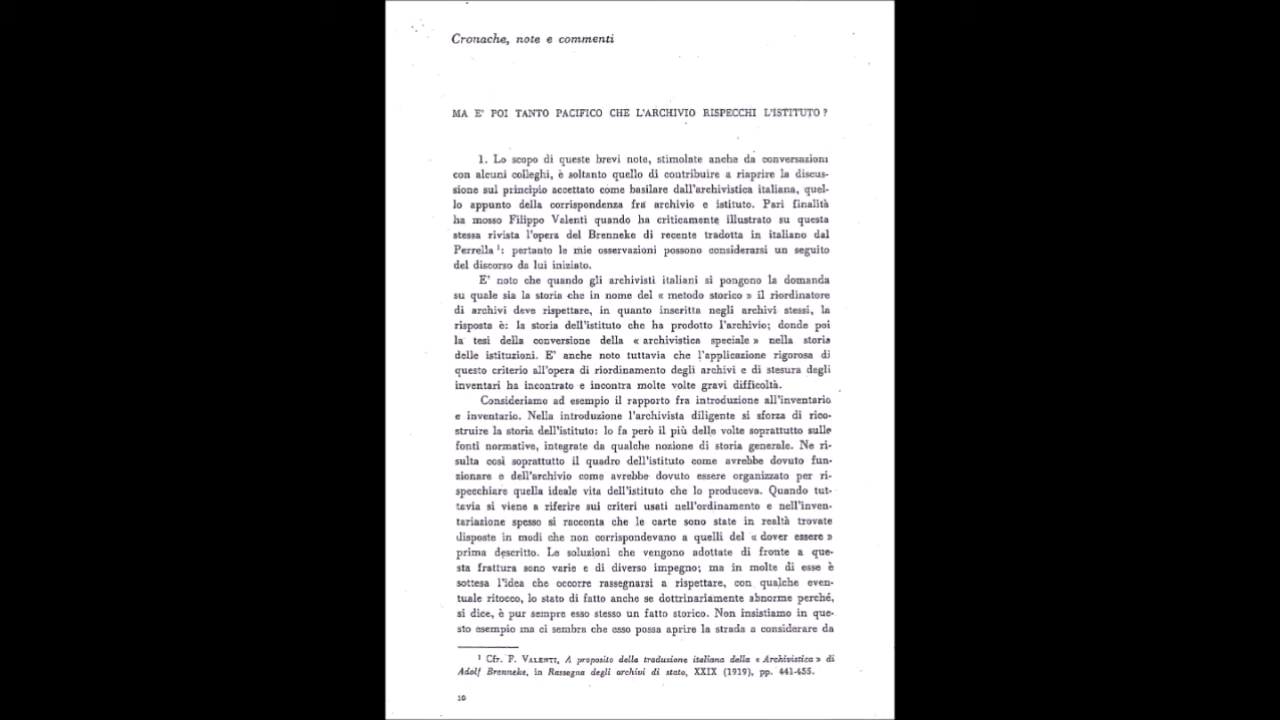 Cronache, note e commenti
MA E' POI TANTO PACIFICO CHE L'ARCHIVIO RISPECCHI L'ISTITUTO?
1. Lo scopo di queste brevi note, stimolate anche da conversazioni
con alcuni colleghi, è soltanto quello di contribuire a riaprire la discus-
sione sul principio accettato come basilare dall'archivistica italiana, quel-
lo appunto della corrispondenza fra archivio e istituto. Pari finalità
ha mosso Filippo Valenti quando ha criticamente illustrato su questa
stessa rivista l'opera del Brenneke di recente tradotta in italiano dal
Perrella ¹: pertanto le mie osservazioni possono considerarsi un seguito
del discorso da lui iniziato.
E' noto che quando gli archivisti italiani si pongono la domanda
su quale sia la storia che in nome del « metodo storico » il riordinatore
di archivi deve rispettare, in quanto inscritta negli archivi stessi, la
risposta è: la storia dell'istituto che ha prodotto l'archivio; donde poi
la tesi della conversione della « archivistica speciale » nella storia
delle istituzioni. E' anche noto tuttavia che l'applicazione rigorosa di
questo criterio all'opera di riordinamento degli archivi e di stesura degli
inventari ha incontrato e incontra molte volte gravi difficoltà.
Consideriamo ad esempio il rapporto fra introduzione all'inventario
e inventario. Nella introduzione l'archivista diligente si sforza di rico-
struire la storia dell'istituto: lo fa però il più delle volte soprattutto sulle
fonti normative, integrate da qualche nozione di storia generale. Ne ri-
sulta così soprattutto il quadro dell'istituto come avrebbe dovuto fun-
zionare e dell'archivio come avrebbe dovuto essere organizzato per ri-
specchiare quella ideale vita dell'istituto che lo produceva. Quando tut-
tavia si viene a riferire sui criteri usati nell'ordinamento e nell'inven-
tariazione spesso si racconta che le carte sono state in realtà trovate
disposte in modi che non corrispondevano a quelli del « dover essere »
prima descritto. Le soluzioni che vengono adottate di fronte a que-
sta frattura sono varie e di diverso impegno; ma in molte di esse è
sottesa l'idea che occorre rassegnarsi a rispettare, con qualche even-
tuale ritocco, lo stato di fatto anche se dottrinariamente abnorme perché,
si dice, è pur sempre esso stesso un fatto storico. Non insistiamo in que-
sto esempio ma ci sembra che esso possa aprire la strada a considerare da
¹ Cfr. F. VALENTI, A proposito della traduzione italiana della « Archivistica » di
Adolf Brenneke, in Rassegna degli archivi di stato, XXIX (1919), pp. 441-455.
10